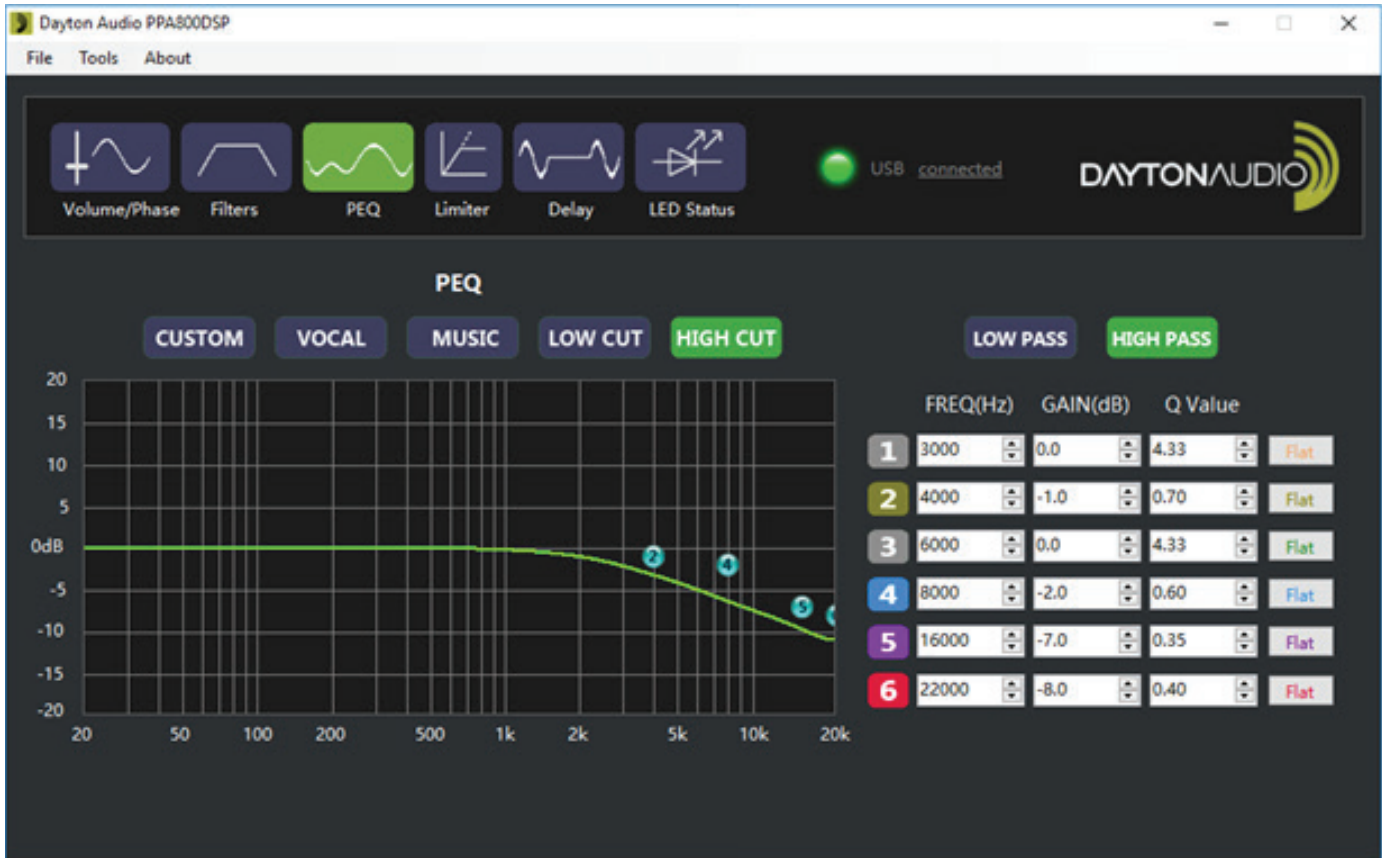 Dayton Audio PPA800DSP
File Tools About
Volume/Phase Filters PEQ Limiter Delay LED Status
USB connected
DAYTONAUDIO
PEQ
CUSTOM VOCAL MUSIC LOW CUT HIGH CUT
LOW PASS HIGH PASS
20
15
10
5
0dB
-5
-10
-15
-20
20 50 100 200 500 1k 2k 5k 10k 20k
2 4 5
FREQ(Hz) GAIN(dB) Q Value
1 3000 0.0 4.33 Flat
2 4000 -1.0 0.70 Flat
3 6000 0.0 4.33 Flat
4 8000 -2.0 0.60 Flat
5 16000 -7.0 0.35 Flat
6 22000 -8.0 0.40 Flat